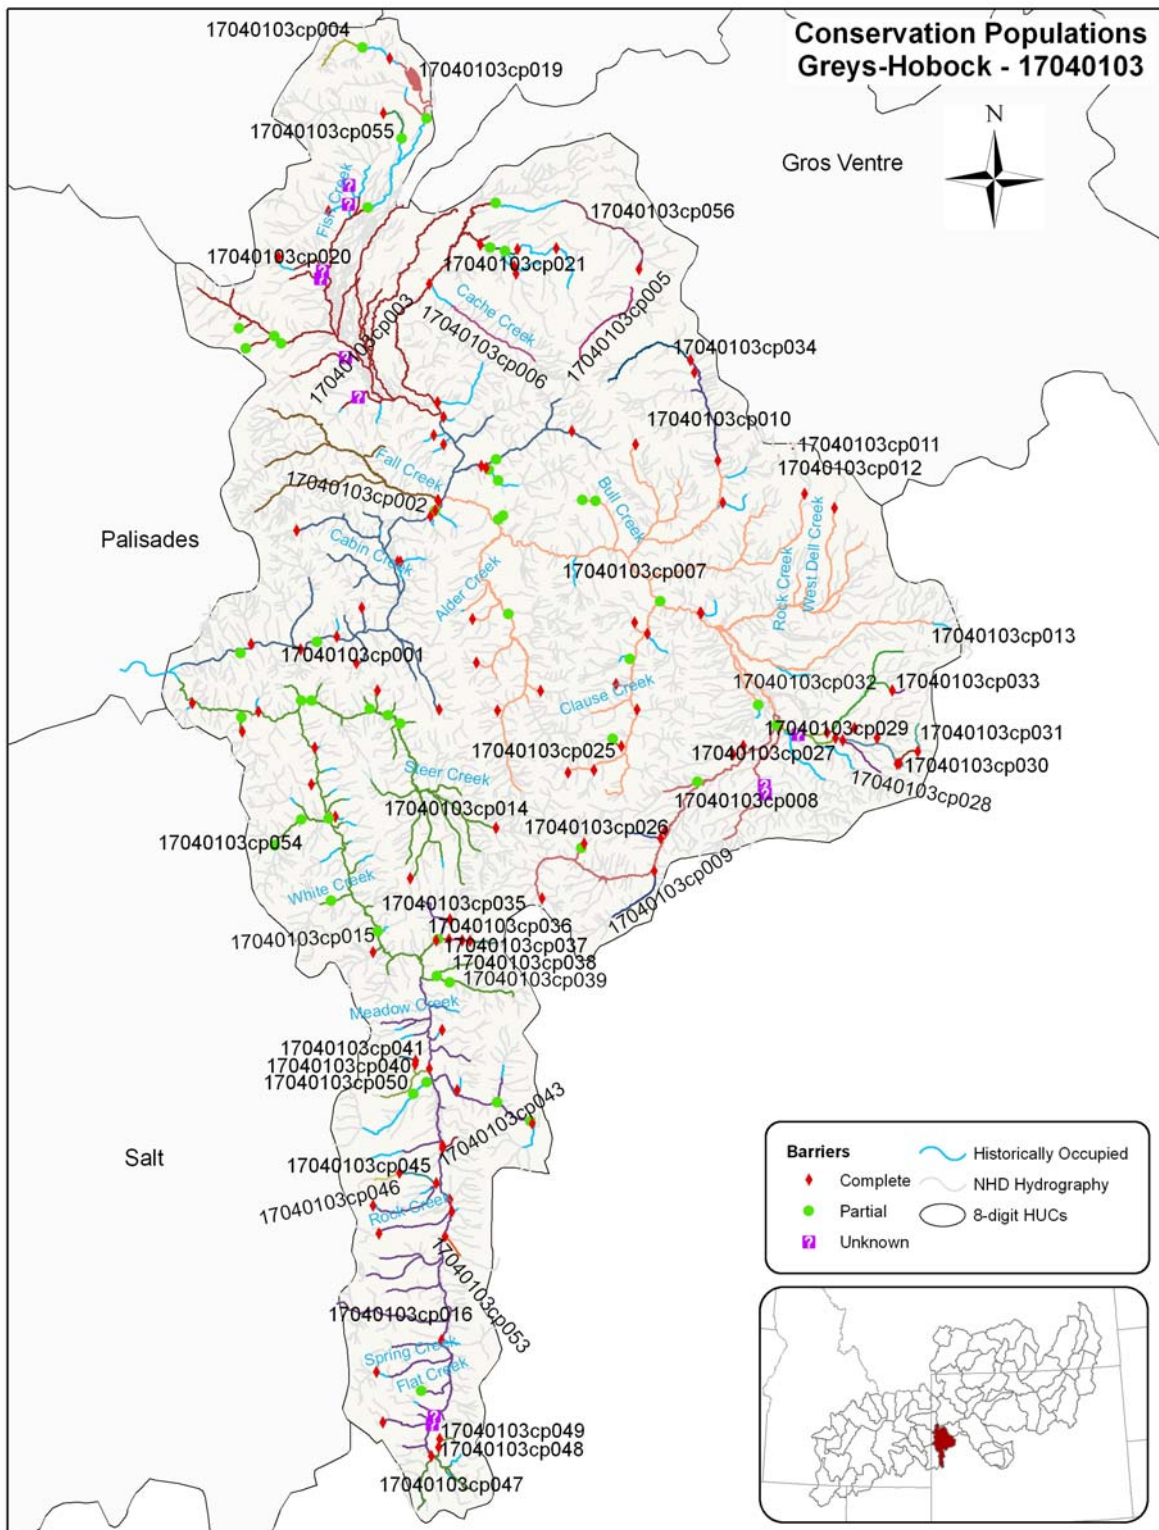 Conservation Populations
Greys-Hobock - 17040103
17040103cp004
17040103cp019
N
17040103cp055
Gros Ventre
Fish Creek
17040103cp056
17040103cp020
17040103cp021
Cache Creek
17040103cp005
17040103cp003
17040103cp006
17040103cp034
17040103cp010
17040103cp011
17040103cp012
Fall Creek
17040103cp002
Bull Creek
Palisades
Cabin Creek
Alder Creek
17040103cp007
Rock Creek
West Dell Creek
17040103cp013
17040103cp001
17040103cp032
17040103cp033
Clause Creek
17040103cp029
17040103cp031
17040103cp025
17040103cp027
17040103cp030
Steer Creek
17040103cp028
17040103cp014
17040103cp008
17040103cp026
17040103cp054
17040103cp009
White Creek
17040103cp035
17040103cp036
17040103cp015
17040103cp037
17040103cp038
17040103cp039
Meadow Creek
17040103cp041
17040103cp040
17040103cp050
17040103cp043
Salt
17040103cp045
17040103cp046
Rock Creek
17040103cp053
17040103cp016
Spring Creek
Flat Creek
17040103cp049
17040103cp048
17040103cp047
Barriers
Complete
Partial
Unknown
Historically Occupied
NHD Hydrography
8-digit HUCs